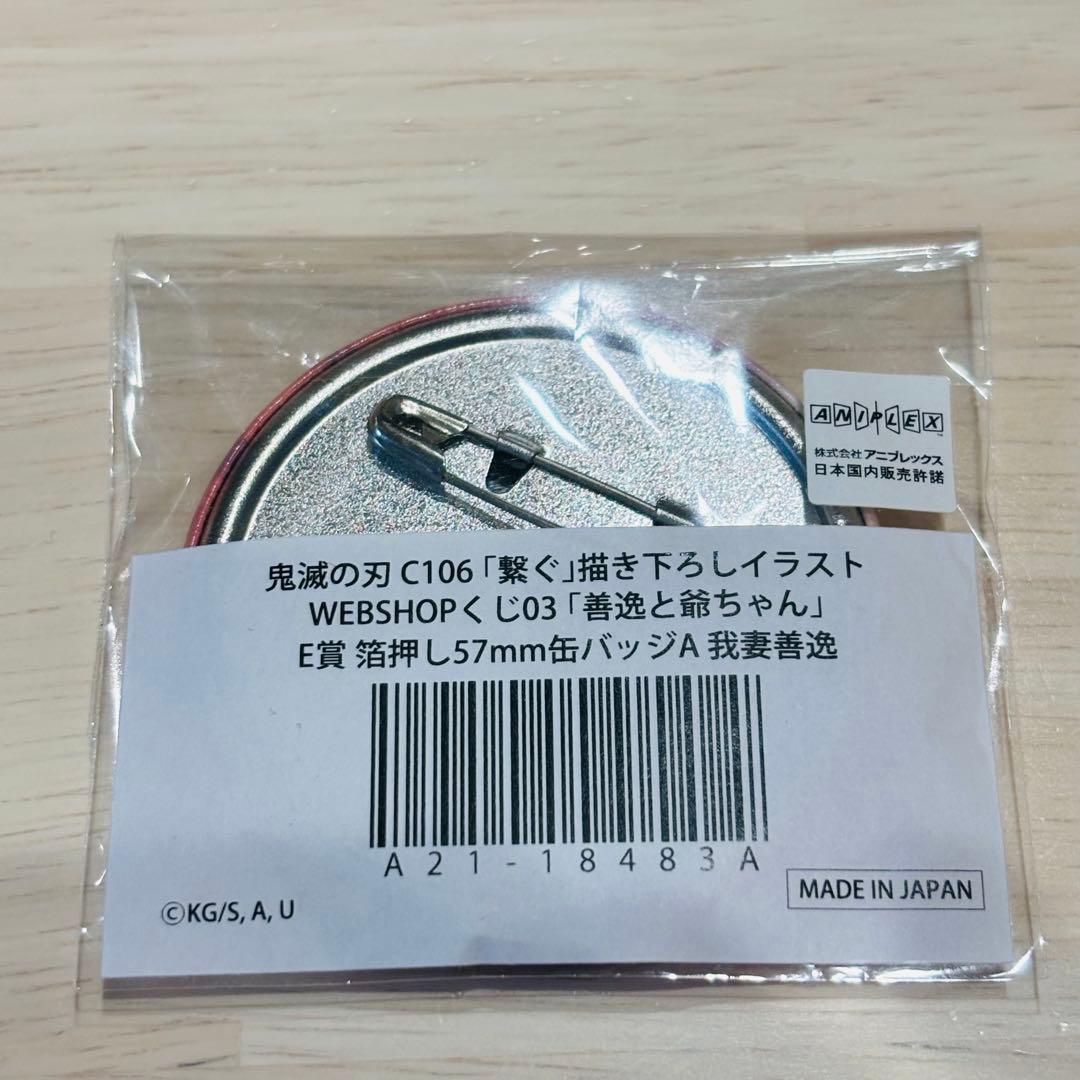 ANIPLEX
株式会社 アニプレックス
日本国内販売許諾
鬼滅の刃 C106「繋ぐ」描き下ろしイラスト
WEBSHOPくじ03「善逸と爺ちゃん」
E賞 箔押し57mm缶バッジA 我妻善逸
A21-18483A
MADE IN JAPAN
©KG/S, A, U